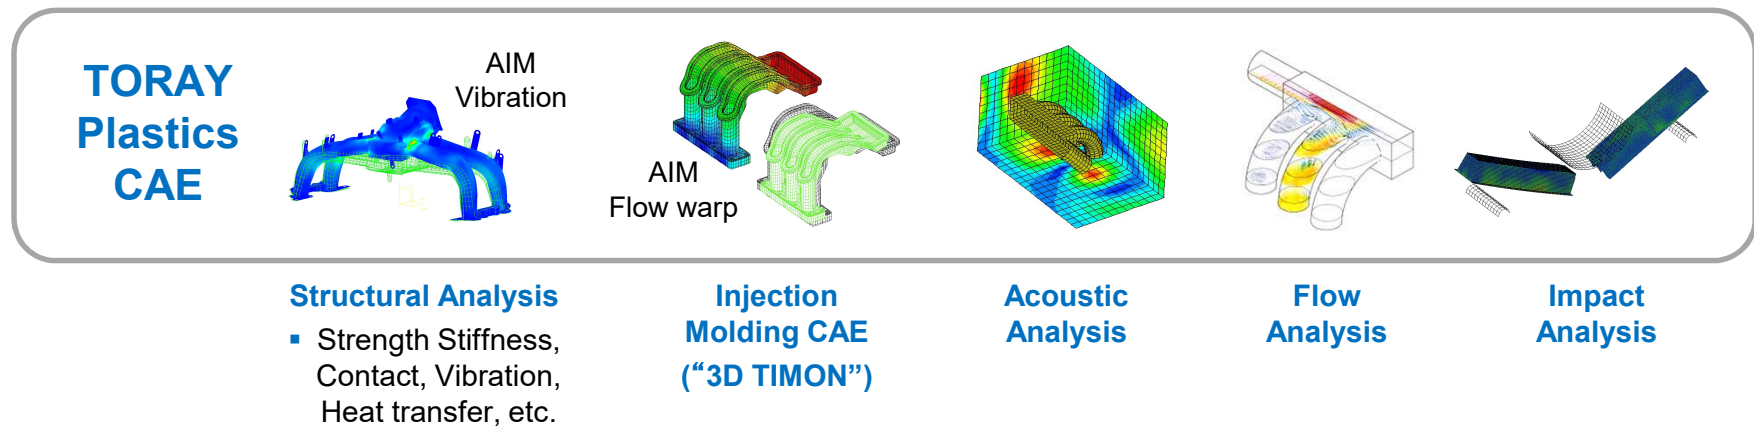 TORAY
Plastics
CAE
AIM
Vibration
AIM
Flow warp
Structural Analysis
▪ Strength Stiffness,
Contact, Vibration,
Heat transfer, etc.
Injection
Molding CAE
(“3D TIMON”)
Acoustic
Analysis
Flow
Analysis
Impact
Analysis